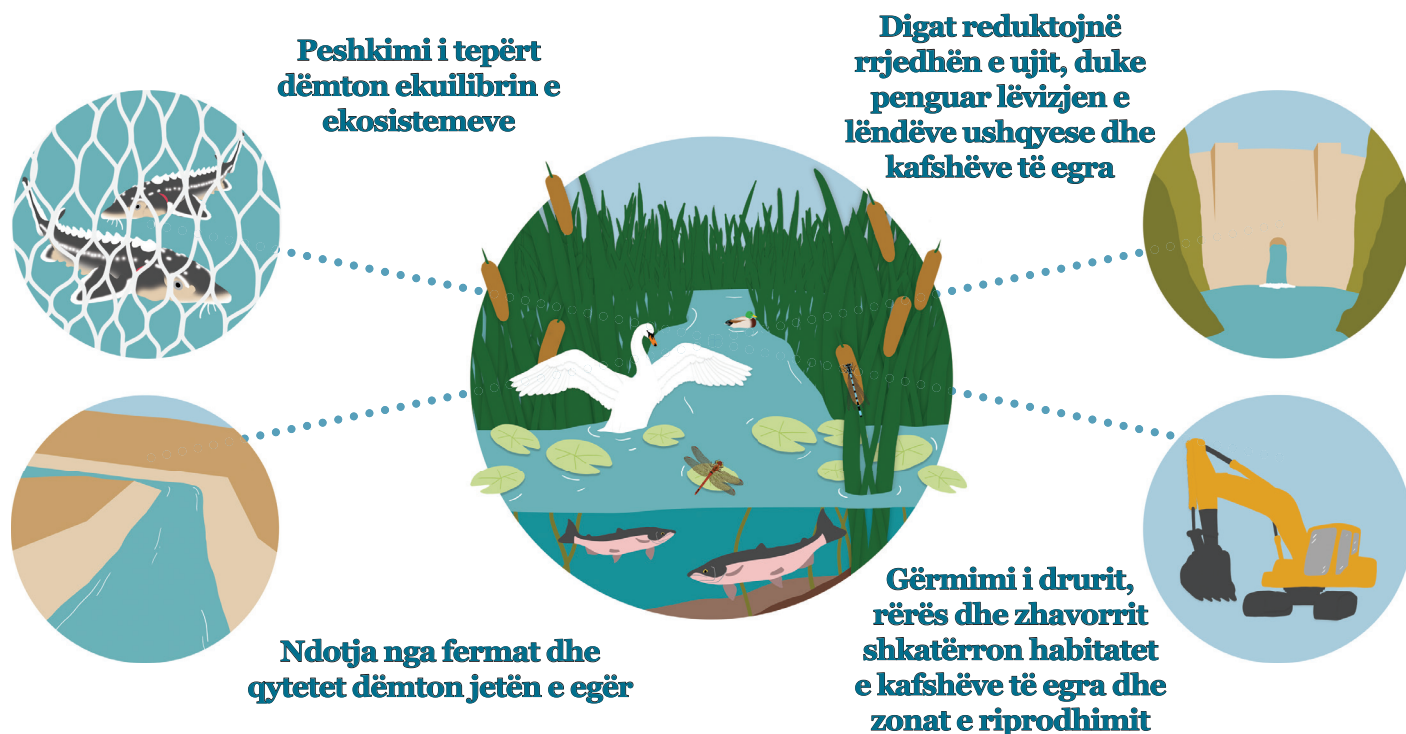 Peshkimi i tepërt
dëmton ekuilibrin e
ekosistemeve
Digat reduktojnë
rrjedhën e ujit, duke
penguar lëvizjen e
lëndëve ushqyese dhe
kafshëve të egra
Ndotja nga fermat dhe
qytetet dëmton jetën e egër
Gërmimi i drurit,
rërës dhe zhavorrit
shkatërron habitatet
e kafshëve të egra dhe
zonat e riprodhimit